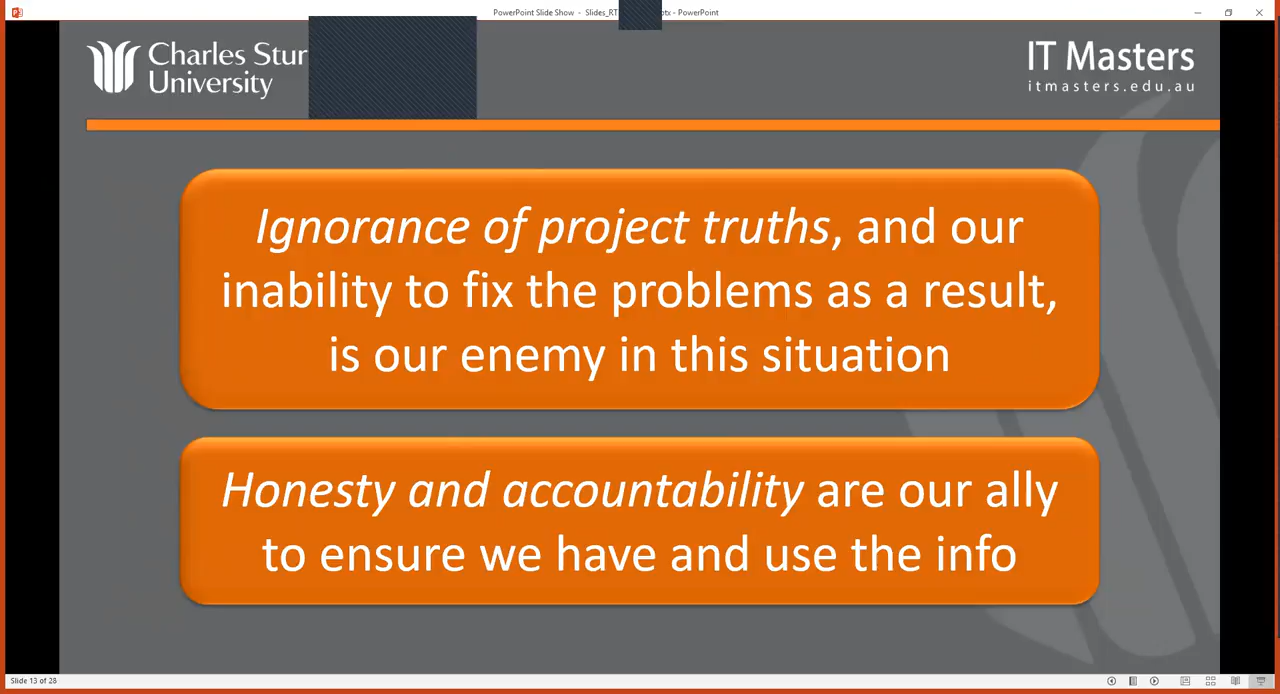 PowerPoint Slide Show - Slides_RT ptx - PowerPoint
Charles Stur
University
IT Masters
itmasters.edu.au
Ignorance of project truths, and our
inability to fix the problems as a result,
is our enemy in this situation
Honesty and accountability are our ally
to ensure we have and use the info
Slide 13 of 28